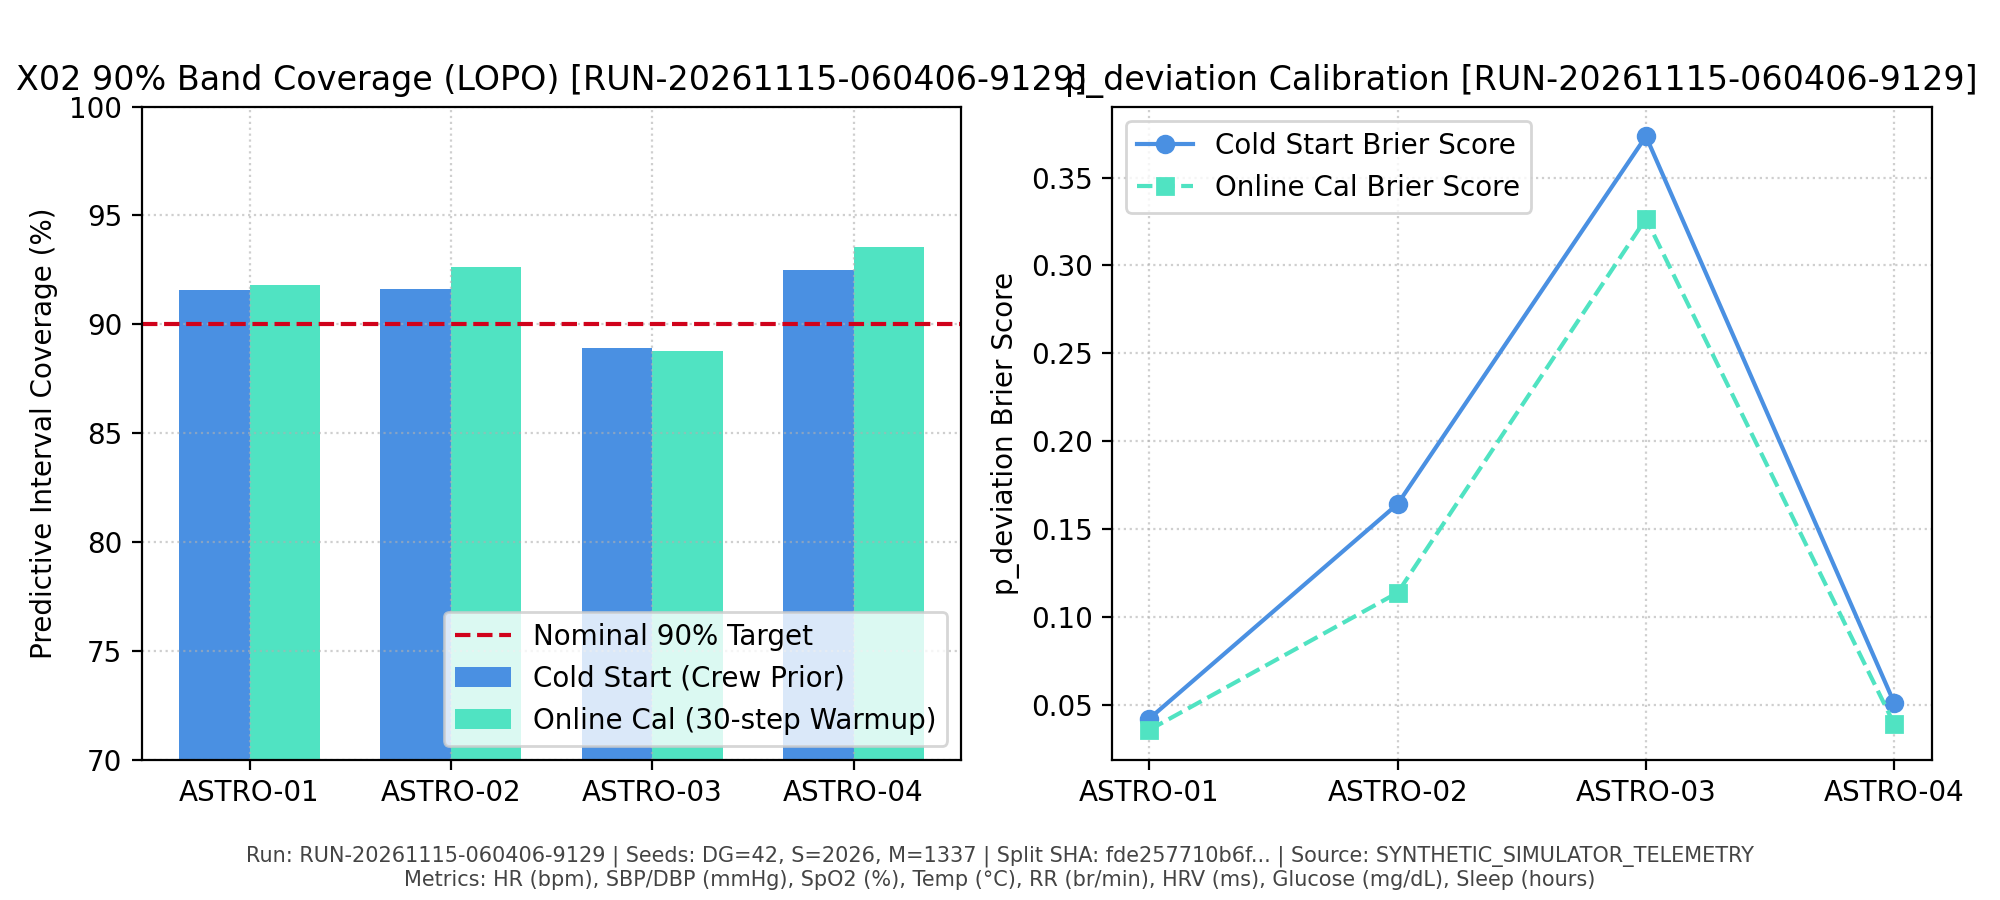 X02 90% Band Coverage (LOPO) [RUN-20261115-060406-9129]
Predictive Interval Coverage (%)
100
95
90
85
80
75
70
Nominal 90% Target
Cold Start (Crew Prior)
Online Cal (30-step Warmup)
ASTRO-01 ASTRO-02 ASTRO-03 ASTRO-04
p_deviation Calibration [RUN-20261115-060406-9129]
p_deviation Brier Score
Cold Start Brier Score
Online Cal Brier Score
0.35
0.30
0.25
0.20
0.15
0.10
0.05
ASTRO-01 ASTRO-02 ASTRO-03 ASTRO-04
Run: RUN-20261115-060406-9129 | Seeds: DG=42, S=2026, M=1337 | Split SHA: fde257710b6f... | Source: SYNTHETIC_SIMULATOR_TELEMETRY
Metrics: HR (bpm), SBP/DBP (mmHg), SpO2 (%), Temp (°C), RR (br/min), HRV (ms), Glucose (mg/dL), Sleep (hours)